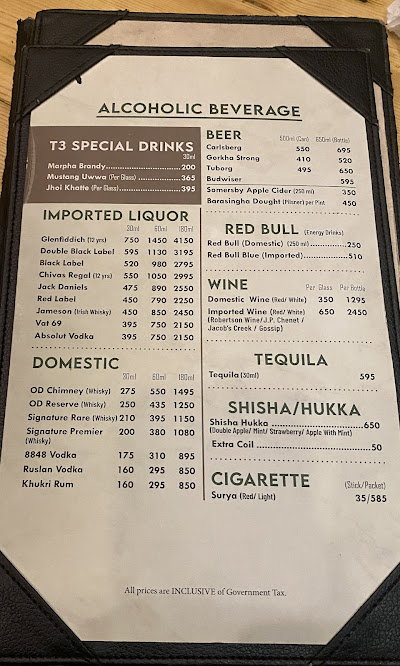 ALCOHOLIC BEVERAGE
T3 SPECIAL DRINKS
30ml
Marpha Brandy 200
Mustang Uwwa (Per Glass) 365
Jhoi Khatte (Per Glass) 395
IMPORTED LIQUOR
30ml 60ml 180ml
Glenfiddich (12 yrs) 750 1450 4150
Double Black Label 595 1130 3195
Black Label 520 980 2795
Chivas Regal (12 yrs) 550 1050 2995
Jack Daniels 475 890 2550
Red Label 450 790 2250
Jameson (Irish Whisky) 450 850 2450
Vat 69 395 750 2150
Absolut Vodka 395 750 2150
DOMESTIC
30ml 60ml 180ml
OD Chimney (Whisky) 275 550 1495
OD Reserve (Whisky) 250 435 1250
Signature Rare (Whisky) 210 395 1150
Signature Premier 200 380 1080
(Whisky)
8848 Vodka 175 310 895
Ruslan Vodka 160 295 850
Khukri Rum 160 295 850
BEER
500ml (Can) 650ml (Bottle)
Carlsberg 550 695
Gorkha Strong 410 520
Tuborg 495 650
Budwiser 595
Somersby Apple Cider (250 ml) 350
Barasingha Dought (Pilsner) per Pint 450
RED BULL (Energy Drinks)
Red Bull (Domestic) (250 ml) 250
Red Bull Blue (Imported) 510
WINE Per Glass Per Bottle
Domestic Wine (Red/ White) 350 1295
Imported Wine (Red/ White) 650 2450
(Robertson Wine/J.P. Chenet /
Jacob's Creek / Gossip)
TEQUILA
Tequila (30ml) 595
SHISHA/HUKKA
Shisha Hukka 650
(Double Apple/ Mint/ Strawberry/ Apple With Mint)
Extra Coil 50
CIGARETTE (Stick/Packet)
Surya (Red/ Light) 35/585
All prices are INCLUSIVE of Government Tax.